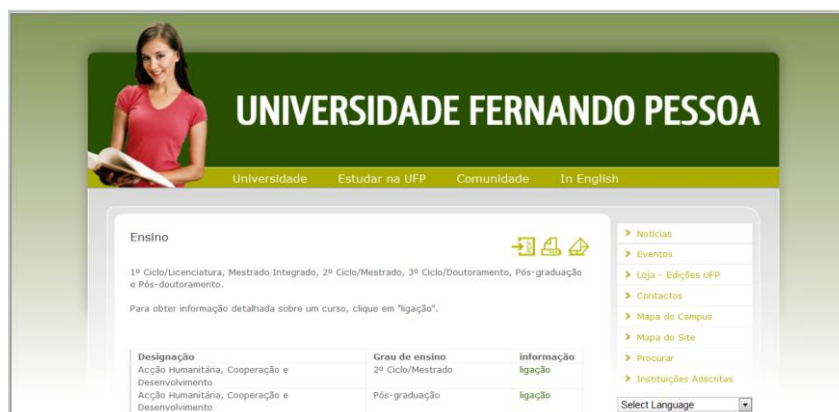 UNIVERSIDADE FERNANDO PESSOA
Universidade Estudar na UFP Comunidade In English
Ensino
1º Ciclo/Licenciatura, Mestrado Integrado, 2º Ciclo/Mestrado, 3º Ciclo/Doutoramento, Pós-graduação
e Pós-doutoramento.
Para obter informação detalhada sobre um curso, clique em "ligação".
Designação Grau de ensino informação
Acção Humanitária, Cooperação e 2º Ciclo/Mestrado ligação
Desenvolvimento
Acção Humanitária, Cooperação e Pós-graduação ligação
Desenvolvimento
> Notícias
> Eventos
> Loja - Edições UFP
> Contactos
> Mapa do Campus
> Mapa do Site
> Procurar
> Instituições Adscritas
Select Language